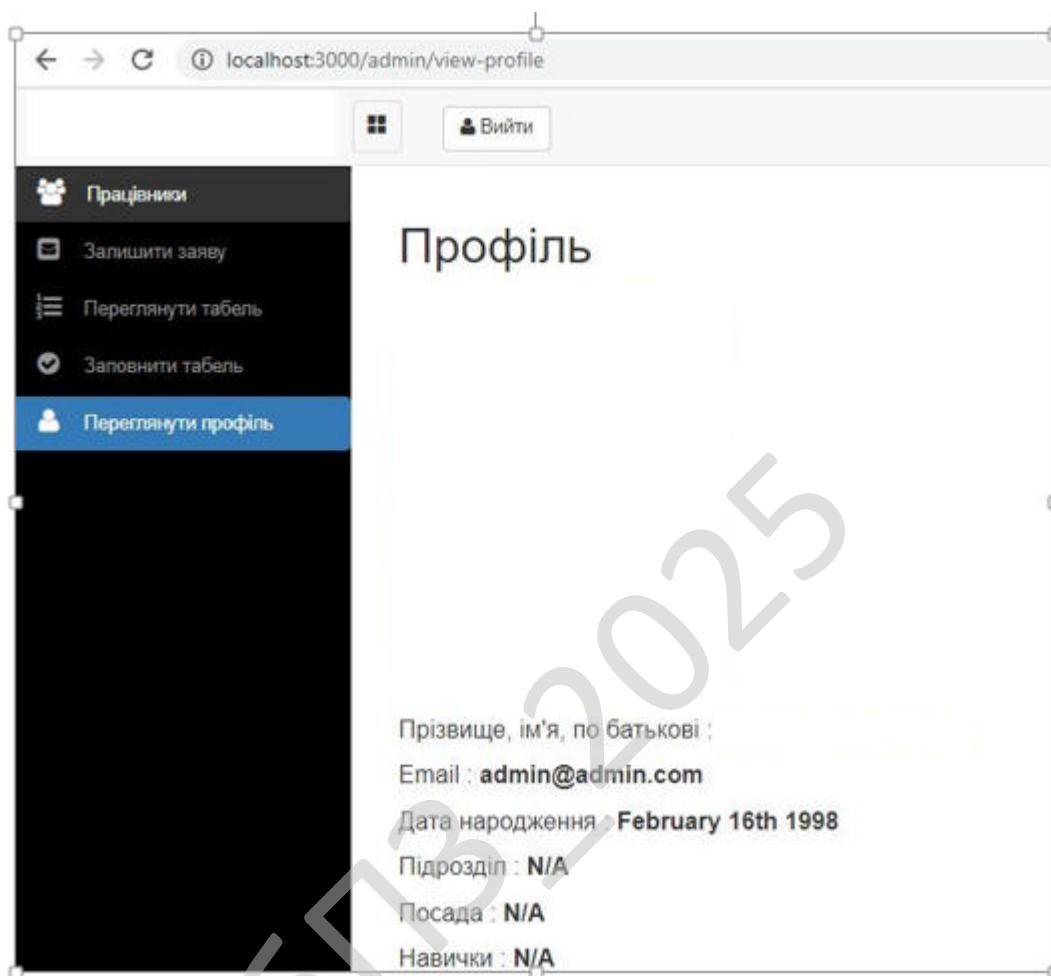 localhost:3000/admin/view-profile
Вийти
Працівники
Залишити заяву
Переглянути табель
Заповнити табель
Переглянути профіль
Профіль
Прізвище, ім'я, по батькові :
Email : admin@admin.com
Дата народження : February 16th 1998
Підрозділ : N/A
Посада : N/A
Навички : N/A
ПЗ_2025